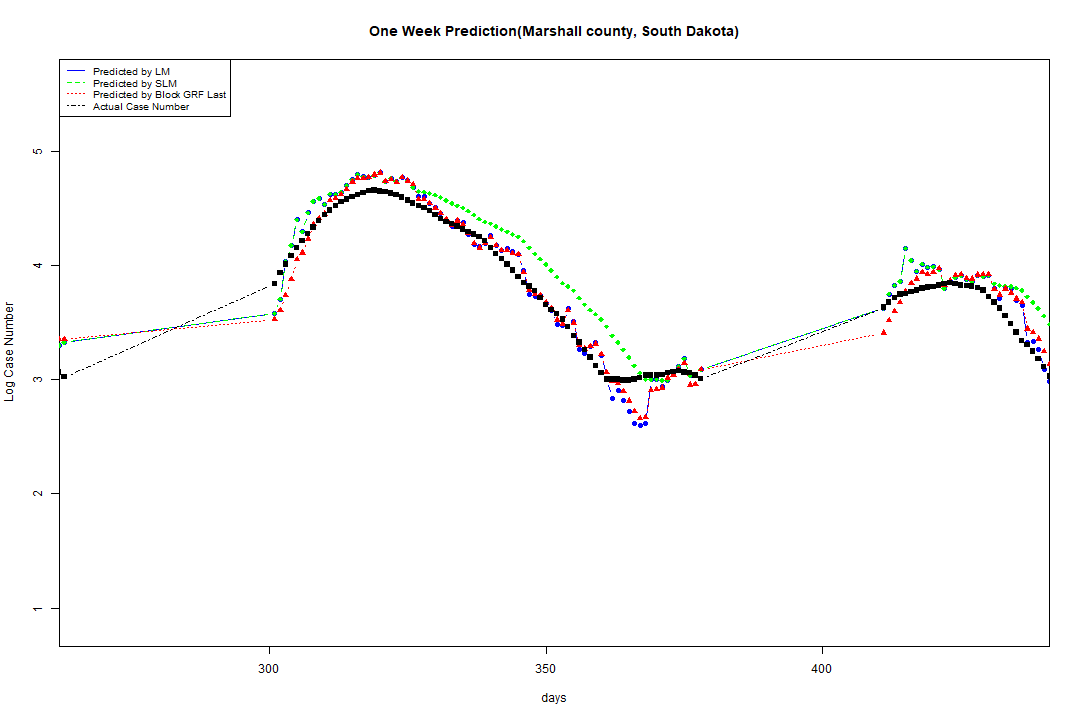 One Week Prediction(Marshall county, South Dakota)
Predicted by LM
Predicted by SLM
Predicted by Block GRF Last
Actual Case Number
5
4
3
2
1
Log Case Number
300
350
400
days